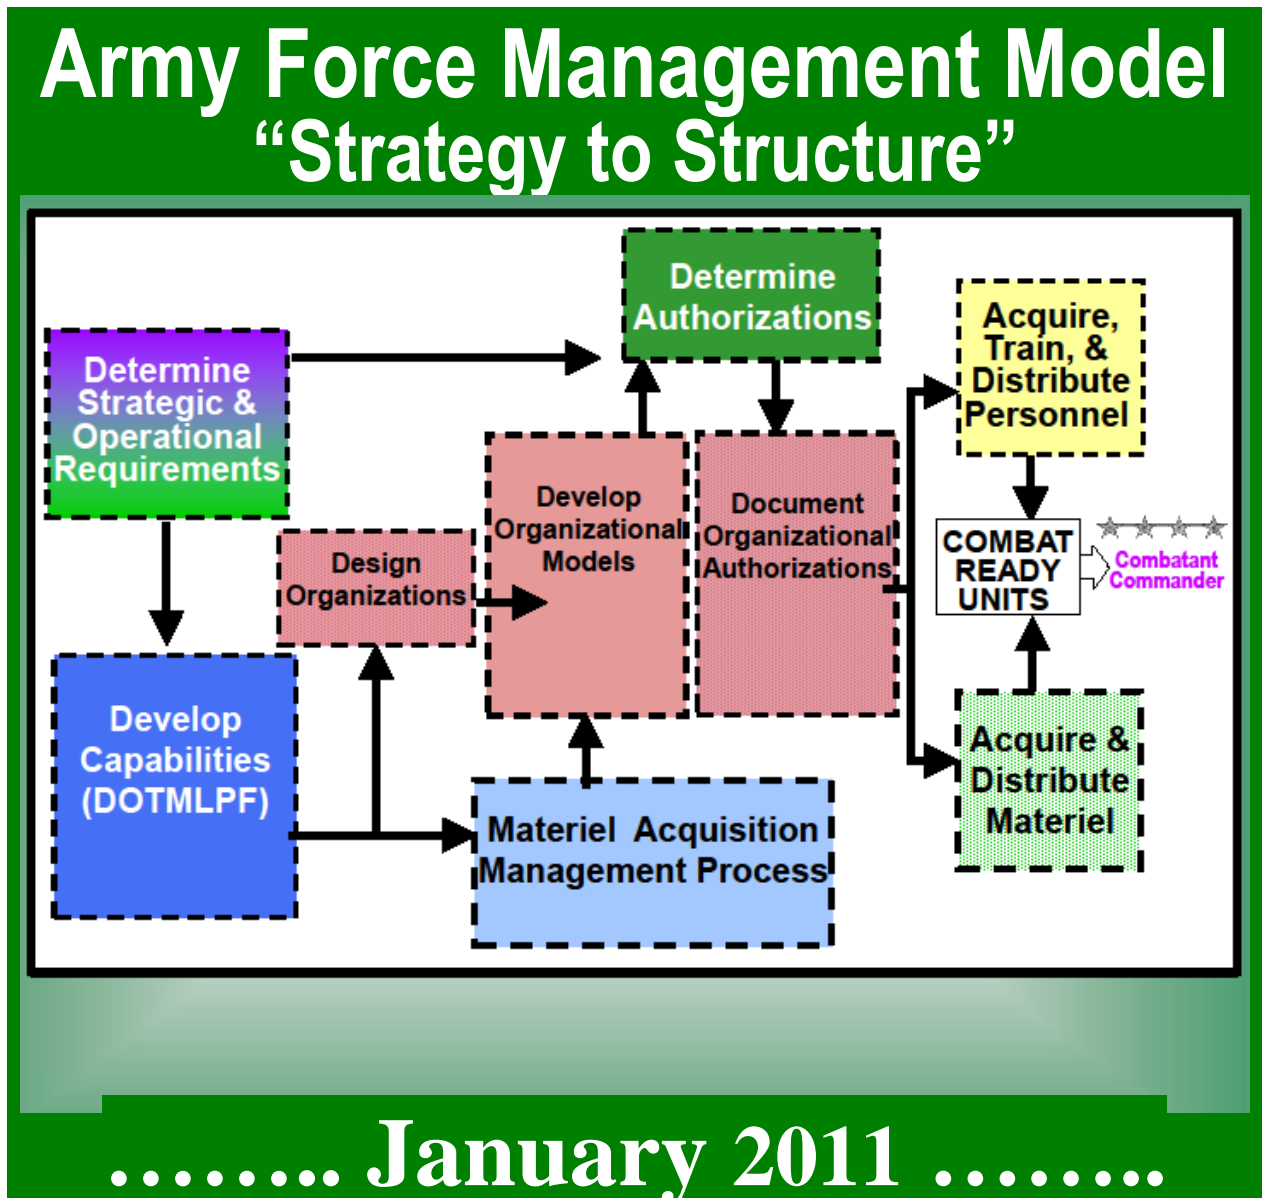 Army Force Management Model
“Strategy to Structure”
Determine
Authorizations
Acquire,
Train, &
Distribute
Personnel
Determine
Strategic &
Operational
Requirements
Develop
Organizational
Models
Document
Organizational
Authorizations
Design
Organizations
COMBAT
READY
UNITS
Combatant
Commander
Develop
Capabilities
(DOTMLPF)
Acquire &
Distribute
Materiel
Materiel Acquisition
Management Process
…….. January 2011 ……..